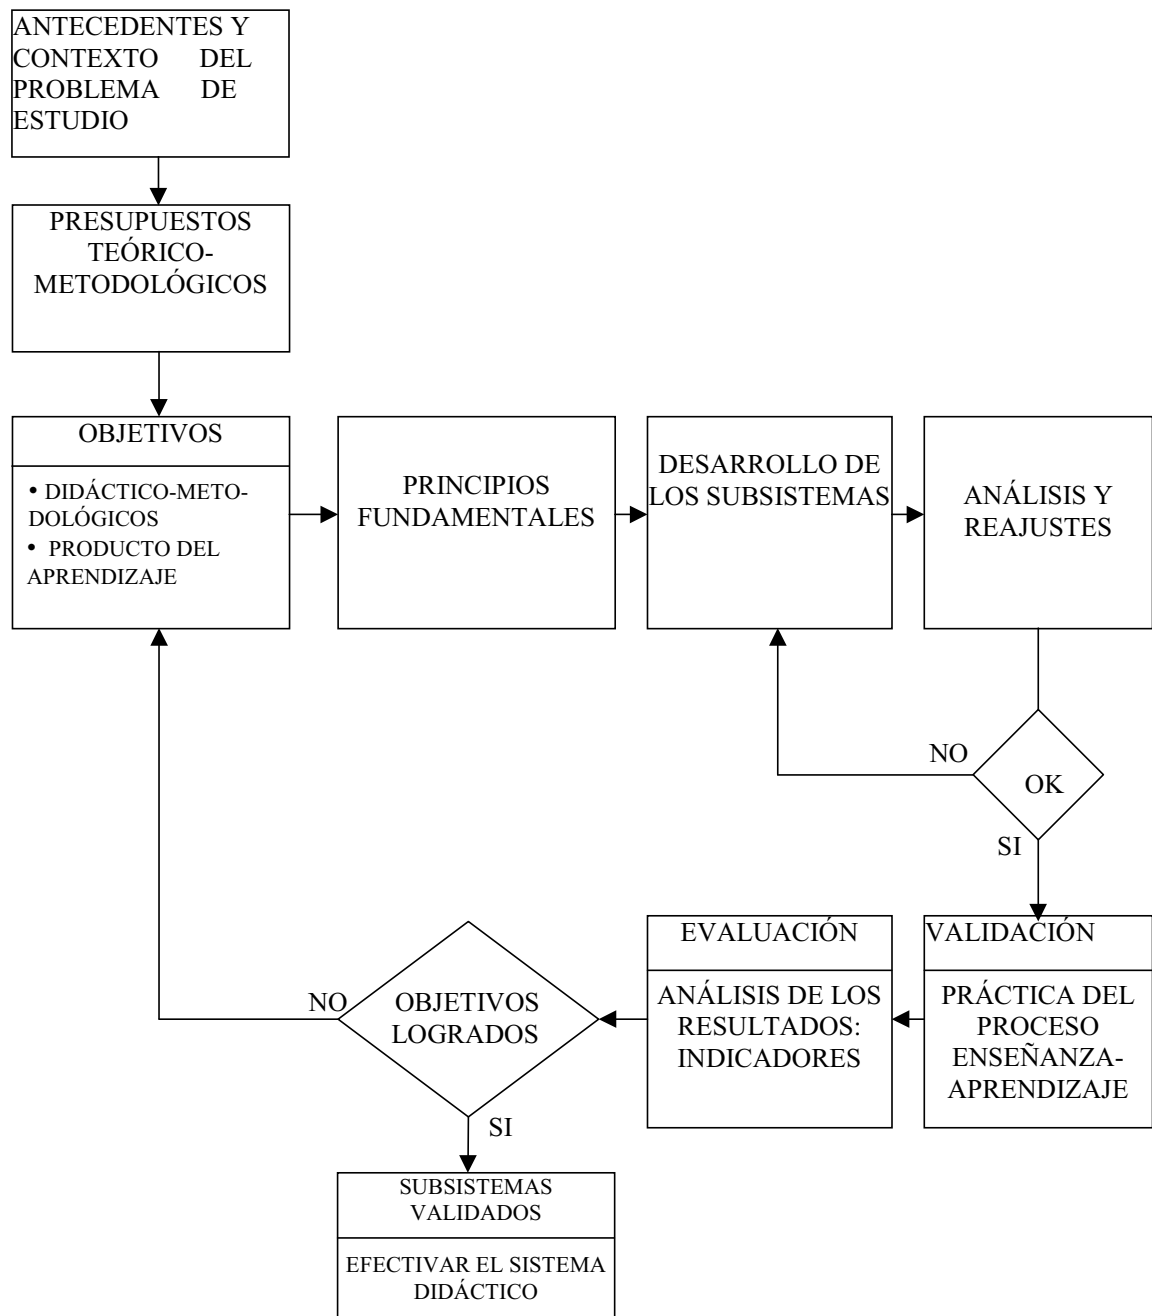 ANTECEDENTES Y
CONTEXTO DEL
PROBLEMA DE
ESTUDIO
PRESUPUESTOS
TEÓRICO-
METODOLÓGICOS
OBJETIVOS
• DIDÁCTICO-METO-
DOLÓGICOS
• PRODUCTO DEL
APRENDIZAJE
PRINCIPIOS
FUNDAMENTALES
DESARROLLO DE
LOS SUBSISTEMAS
ANÁLISIS Y
REAJUSTES
NO
OK
SI
VALIDACIÓN
PRÁCTICA DEL
PROCESO
ENSEÑANZA-
APRENDIZAJE
EVALUACIÓN
ANÁLISIS DE LOS
RESULTADOS:
INDICADORES
OBJETIVOS
LOGRADOS
NO
SI
SUBSISTEMAS
VALIDADOS
EFECTIVAR EL SISTEMA
DIDÁCTICO